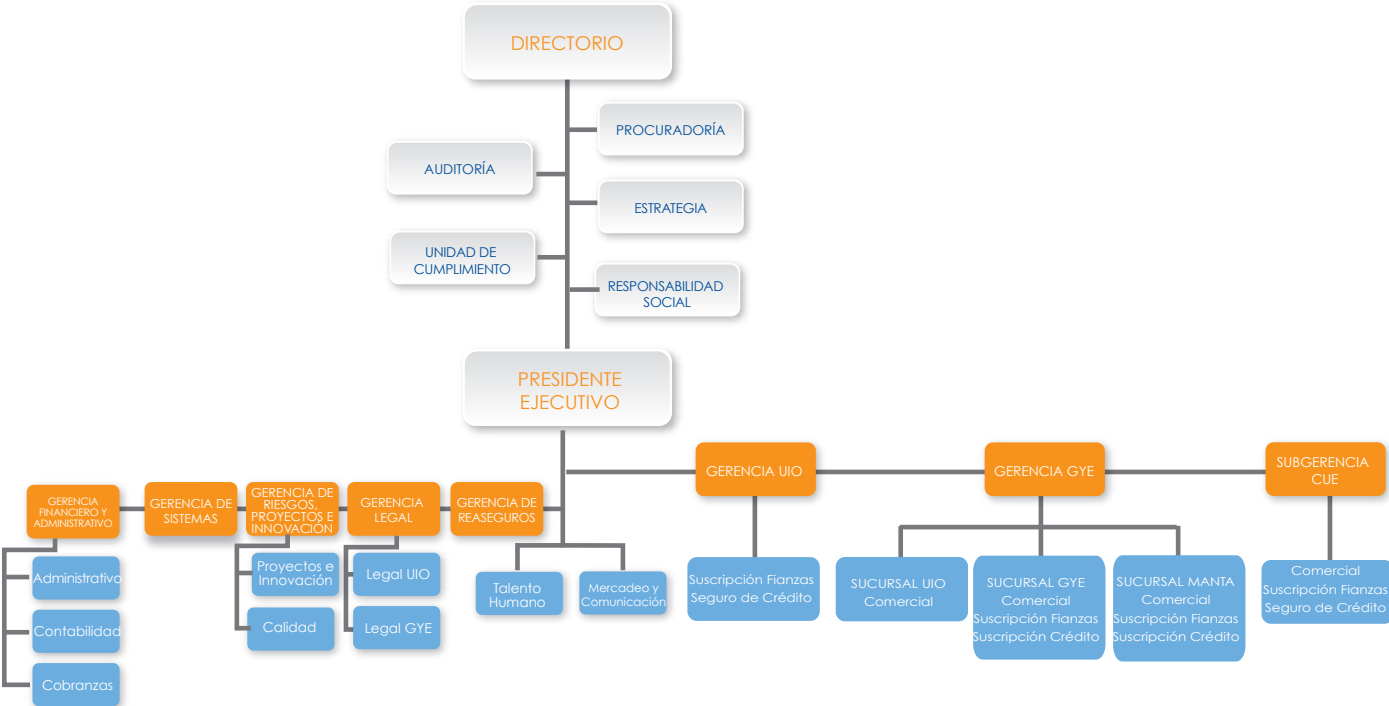 DIRECTORIO
PROCURADORÍA
AUDITORÍA
ESTRATEGIA
UNIDAD DE
CUMPLIMIENTO
RESPONSABILIDAD
SOCIAL
PRESIDENTE
EJECUTIVO
GERENCIA UIO
GERENCIA GYE
SUBGERENCIA
CUE
GERENCIA
FINANCIERO Y
ADMINISTRATIVO
GERENCIA DE
SISTEMAS
GERENCIA DE
RIESGOS,
PROYECTOS E
INNOVACIÓN
GERENCIA
LEGAL
GERENCIA DE
REASEGUROS
Administrativo
Contabilidad
Cobranzas
Proyectos e
Innovación
Calidad
Legal UIO
Legal GYE
Talento
Humano
Mercadeo y
Comunicación
Suscripción Fianzas
Seguro de Crédito
SUCURSAL UIO
Comercial
SUCURSAL GYE
Comercial
Suscripción Fianzas
Suscripción Crédito
SUCURSAL MANTA
Comercial
Suscripción Fianzas
Suscripción Crédito
Comercial
Suscripción Fianzas
Seguro de Crédito